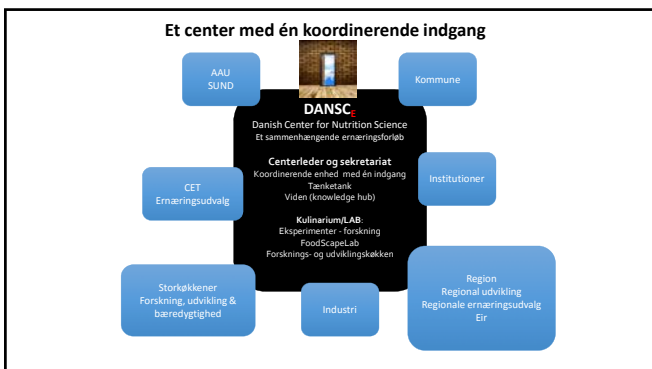 Et center med én koordinerende indgang
AAU
SUND
Kommune
DANSCE
Danish Center for Nutrition Science
Et sammenhængende ernæringsforløb
Centerleder og sekretariat
Koordinerende enhed med én indgang
Tænketank
Viden (knowledge hub)
Kulinarium/LAB:
Eksperimenter - forskning
FoodScapeLab
Forsknings- og udviklingskøkken
CET
Ernæringsudvalg
Institutioner
Storkøkkener
Forskning, udvikling &
bæredygtighed
Industri
Region
Regional udvikling
Regionale ernæringsudvalg
Eir